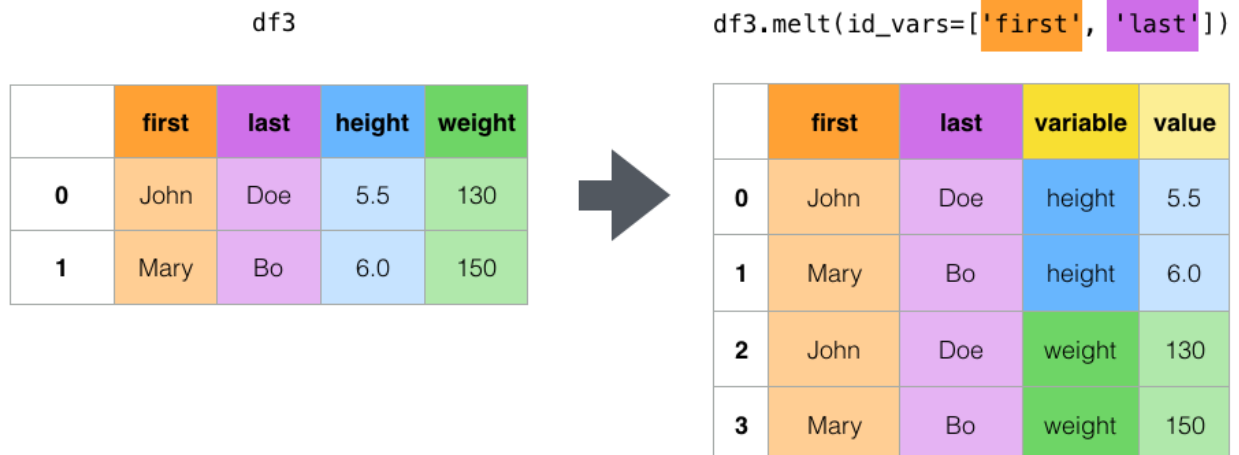 df3
first last height weight
0 John Doe 5.5 130
1 Mary Bo 6.0 150
df3.melt(id_vars=['first', 'last'])
first last variable value
0 John Doe height 5.5
1 Mary Bo height 6.0
2 John Doe weight 130
3 Mary Bo weight 150